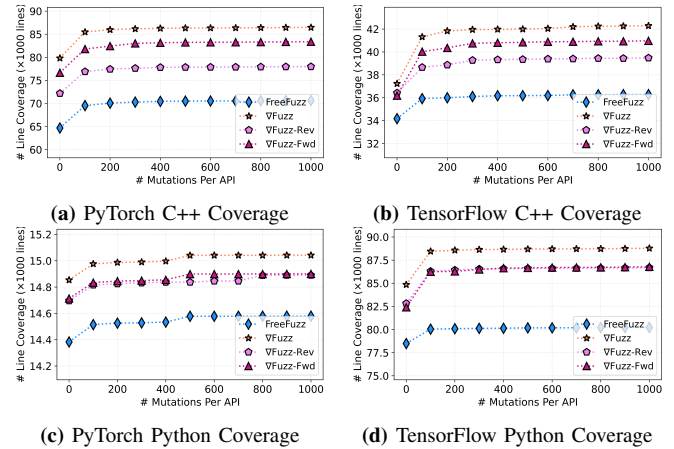 # Line Coverage (×1000 lines)
90
85
80
75
70
65
60
FreeFuzz
∇Fuzz
∇Fuzz-Rev
∇Fuzz-Fwd
0 200 400 600 800 1000
# Mutations Per API
(a) PyTorch C++ Coverage
# Line Coverage (×1000 lines)
42
40
38
36
34
32
FreeFuzz
∇Fuzz
∇Fuzz-Rev
∇Fuzz-Fwd
0 200 400 600 800 1000
# Mutations Per API
(b) TensorFlow C++ Coverage
# Line Coverage (×1000 lines)
15.2
15.0
14.8
14.6
14.4
14.2
FreeFuzz
∇Fuzz
∇Fuzz-Rev
∇Fuzz-Fwd
0 200 400 600 800 1000
# Mutations Per API
(c) PyTorch Python Coverage
# Line Coverage (×1000 lines)
90.0
87.5
85.0
82.5
80.0
77.5
75.0
FreeFuzz
∇Fuzz
∇Fuzz-Rev
∇Fuzz-Fwd
0 200 400 600 800 1000
# Mutations Per API
(d) TensorFlow Python Coverage